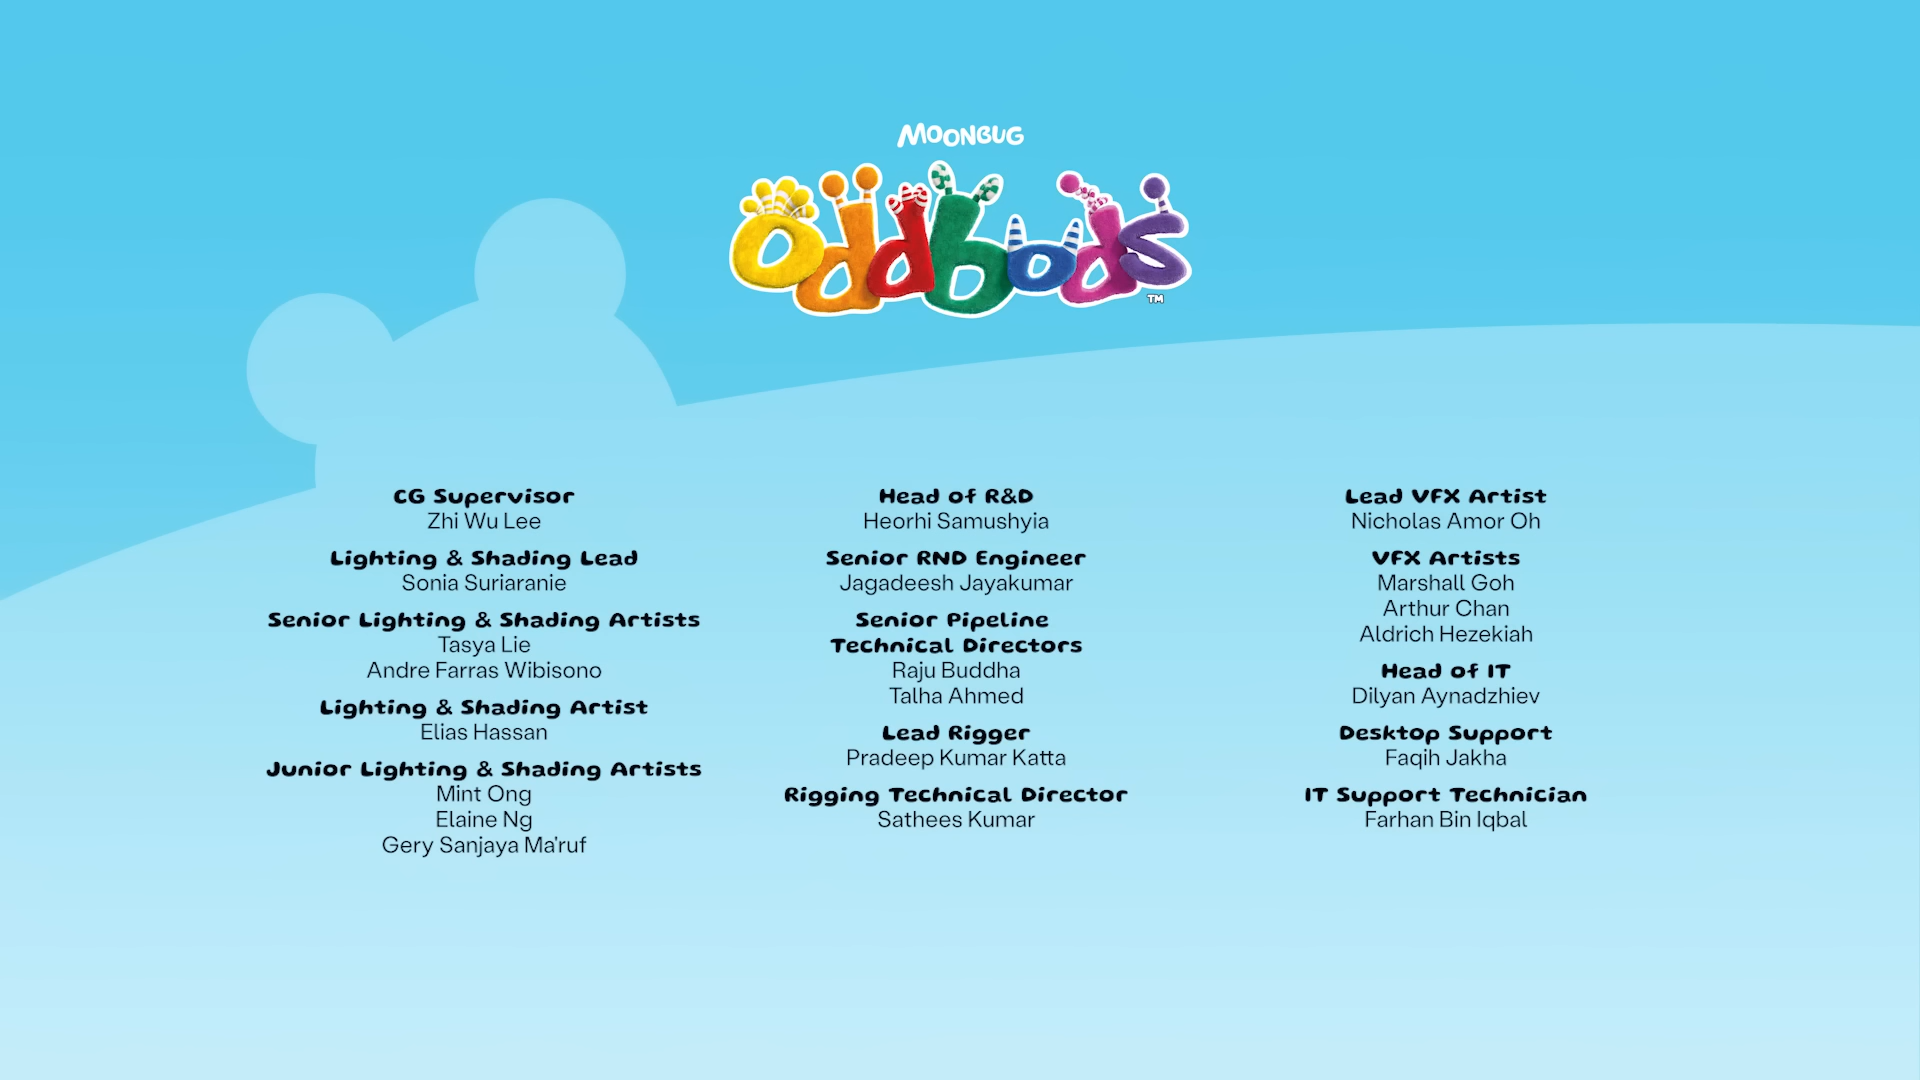 MOONBUG
oddbods
TM
CG Supervisor
Zhi Wu Lee
Lighting & Shading Lead
Sonia Suriaranie
Senior Lighting & Shading Artists
Tasya Lie
Andre Farras Wibisono
Lighting & Shading Artist
Elias Hassan
Junior Lighting & Shading Artists
Mint Ong
Elaine Ng
Gery Sanjaya Ma'ruf
Head of R&D
Heorhi Samushyia
Senior RND Engineer
Jagadeesh Jayakumar
Senior Pipeline
Technical Directors
Raju Buddha
Talha Ahmed
Lead Rigger
Pradeep Kumar Katta
Rigging Technical Director
Sathees Kumar
Lead VFX Artist
Nicholas Amor Oh
VFX Artists
Marshall Goh
Arthur Chan
Aldrich Hezekiah
Head of IT
Dilyan Aynadzhiev
Desktop Support
Faqih Jakha
IT Support Technician
Farhan Bin Iqbal